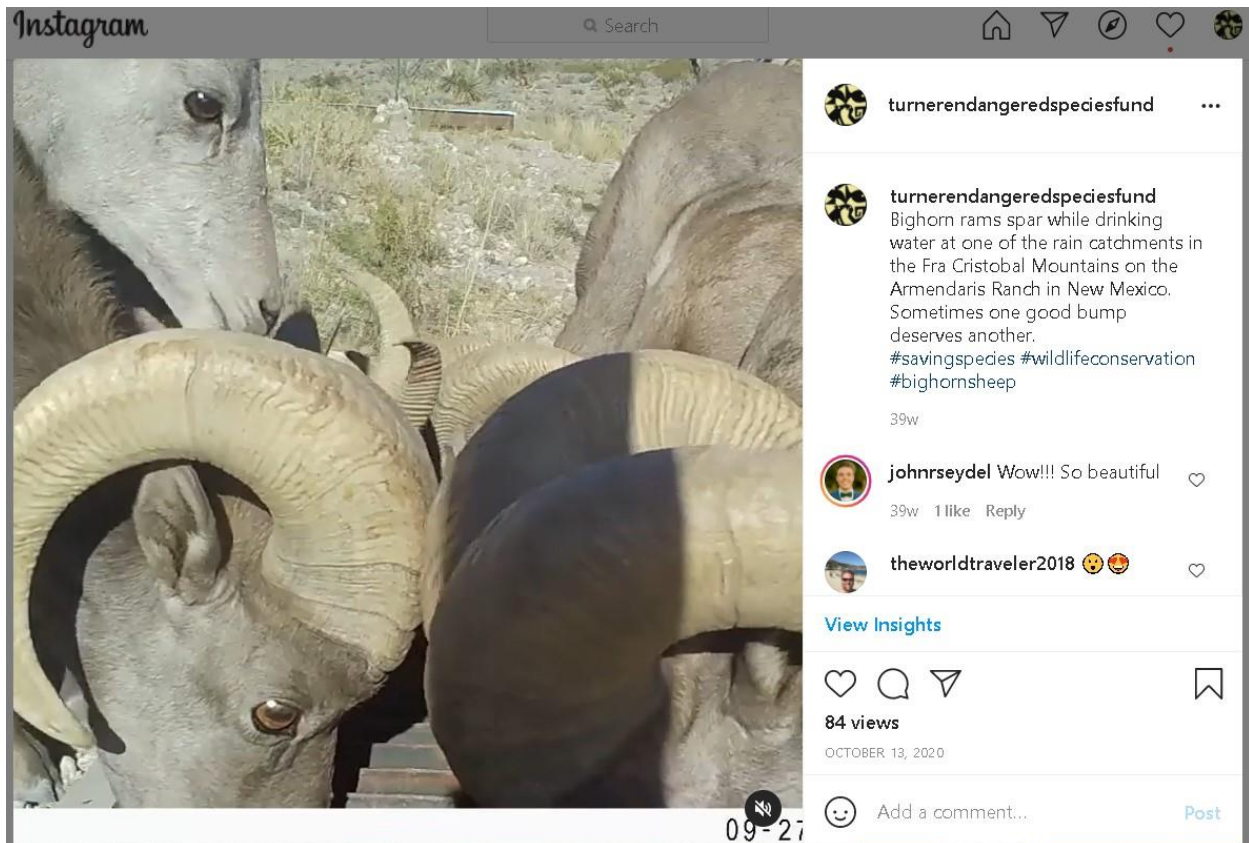 Instagram
Search
turnerendangeredspeciesfund
turnerendangeredspeciesfund
Bighorn rams spar while drinking
water at one of the rain catchments in
the Fra Cristobal Mountains on the
Armendaris Ranch in New Mexico.
Sometimes one good bump
deserves another.
#savingspecies #wildlifeconservation
#bighornsheep
39w
johnrseydel Wow!!! So beautiful
39w 1 like Reply
theworldtraveler2018 😯😍
View Insights
84 views
OCTOBER 13, 2020
Add a comment... Post
09-27